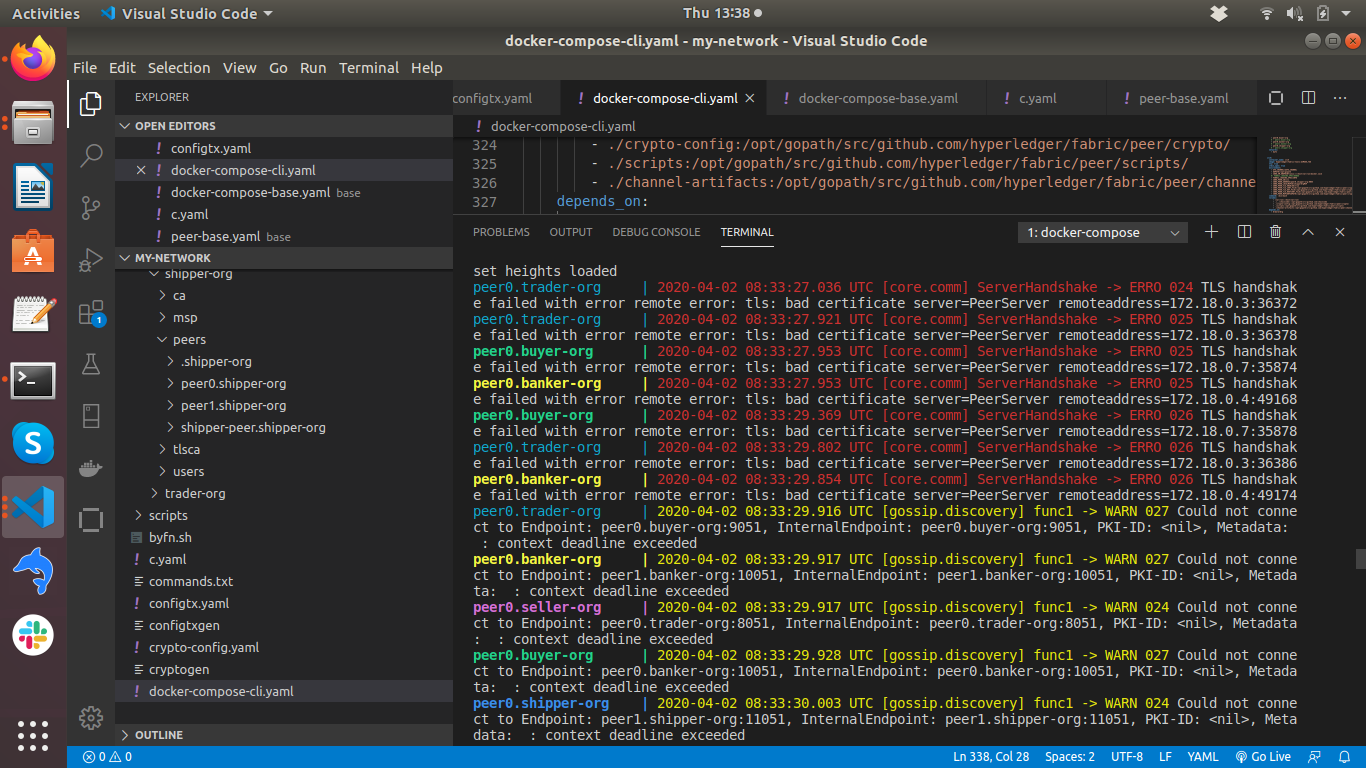 Activities
Visual Studio Code
Thu 13:38
docker-compose-cli.yaml - my-network - Visual Studio Code
File Edit Selection View Go Run Terminal Help
EXPLORER
OPEN EDITORS
configtx.yaml
docker-compose-cli.yaml
docker-compose-base.yaml base
c.yaml
peer-base.yaml base
MY-NETWORK
shipper-org
ca
msp
peers
.shipper-org
peer0.shipper-org
peer1.shipper-org
shipper-peer.shipper-org
tlsca
users
trader-org
scripts
byfn.sh
c.yaml
commands.txt
configtx.yaml
configtxgen
crypto-config.yaml
cryptogen
docker-compose-cli.yaml
OUTLINE
1
configtx.yaml
docker-compose-cli.yaml
docker-compose-base.yaml
c.yaml
peer-base.yaml
docker-compose-cli.yaml
324 - ./crypto-config:/opt/gopath/src/github.com/hyperledger/fabric/peer/crypto/
325 - ./scripts:/opt/gopath/src/github.com/hyperledger/fabric/peer/scripts/
326 - ./channel-artifacts:/opt/gopath/src/github.com/hyperledger/fabric/peer/channe
327 depends_on:
PROBLEMS OUTPUT DEBUG CONSOLE TERMINAL
1: docker-compose
set heights loaded
peer0.trader-org | 2020-04-02 08:33:27.036 UTC [core.comm] ServerHandshake -> ERRO 024 TLS handshak
e failed with error remote error: tls: bad certificate server=PeerServer remoteaddress=172.18.0.3:36372
peer0.trader-org | 2020-04-02 08:33:27.921 UTC [core.comm] ServerHandshake -> ERRO 025 TLS handshak
e failed with error remote error: tls: bad certificate server=PeerServer remoteaddress=172.18.0.3:36378
peer0.buyer-org | 2020-04-02 08:33:27.953 UTC [core.comm] ServerHandshake -> ERRO 025 TLS handshak
e failed with error remote error: tls: bad certificate server=PeerServer remoteaddress=172.18.0.7:35874
peer0.banker-org | 2020-04-02 08:33:27.953 UTC [core.comm] ServerHandshake -> ERRO 025 TLS handshak
e failed with error remote error: tls: bad certificate server=PeerServer remoteaddress=172.18.0.4:49168
peer0.buyer-org | 2020-04-02 08:33:29.369 UTC [core.comm] ServerHandshake -> ERRO 026 TLS handshak
e failed with error remote error: tls: bad certificate server=PeerServer remoteaddress=172.18.0.7:35878
peer0.trader-org | 2020-04-02 08:33:29.802 UTC [core.comm] ServerHandshake -> ERRO 026 TLS handshak
e failed with error remote error: tls: bad certificate server=PeerServer remoteaddress=172.18.0.3:36386
peer0.banker-org | 2020-04-02 08:33:29.854 UTC [core.comm] ServerHandshake -> ERRO 026 TLS handshak
e failed with error remote error: tls: bad certificate server=PeerServer remoteaddress=172.18.0.4:49174
peer0.trader-org | 2020-04-02 08:33:29.916 UTC [gossip.discovery] func1 -> WARN 027 Could not conne
ct to Endpoint: peer0.buyer-org:9051, InternalEndpoint: peer0.buyer-org:9051, PKI-ID: <nil>, Metadata:
: context deadline exceeded
peer0.banker-org | 2020-04-02 08:33:29.917 UTC [gossip.discovery] func1 -> WARN 027 Could not conne
ct to Endpoint: peer1.banker-org:10051, InternalEndpoint: peer1.banker-org:10051, PKI-ID: <nil>, Metada
ta: : context deadline exceeded
peer0.seller-org | 2020-04-02 08:33:29.917 UTC [gossip.discovery] func1 -> WARN 024 Could not conne
ct to Endpoint: peer0.trader-org:8051, InternalEndpoint: peer0.trader-org:8051, PKI-ID: <nil>, Metadata
: : context deadline exceeded
peer0.buyer-org | 2020-04-02 08:33:29.928 UTC [gossip.discovery] func1 -> WARN 027 Could not conne
ct to Endpoint: peer0.banker-org:10051, InternalEndpoint: peer0.banker-org:10051, PKI-ID: <nil>, Metada
ta: : context deadline exceeded
peer0.shipper-org | 2020-04-02 08:33:30.003 UTC [gossip.discovery] func1 -> WARN 024 Could not conne
ct to Endpoint: peer1.shipper-org:11051, InternalEndpoint: peer1.shipper-org:11051, PKI-ID: <nil>, Meta
data: : context deadline exceeded
0 0
Ln 338, Col 28 Spaces: 2 UTF-8 LF YAML Go Live